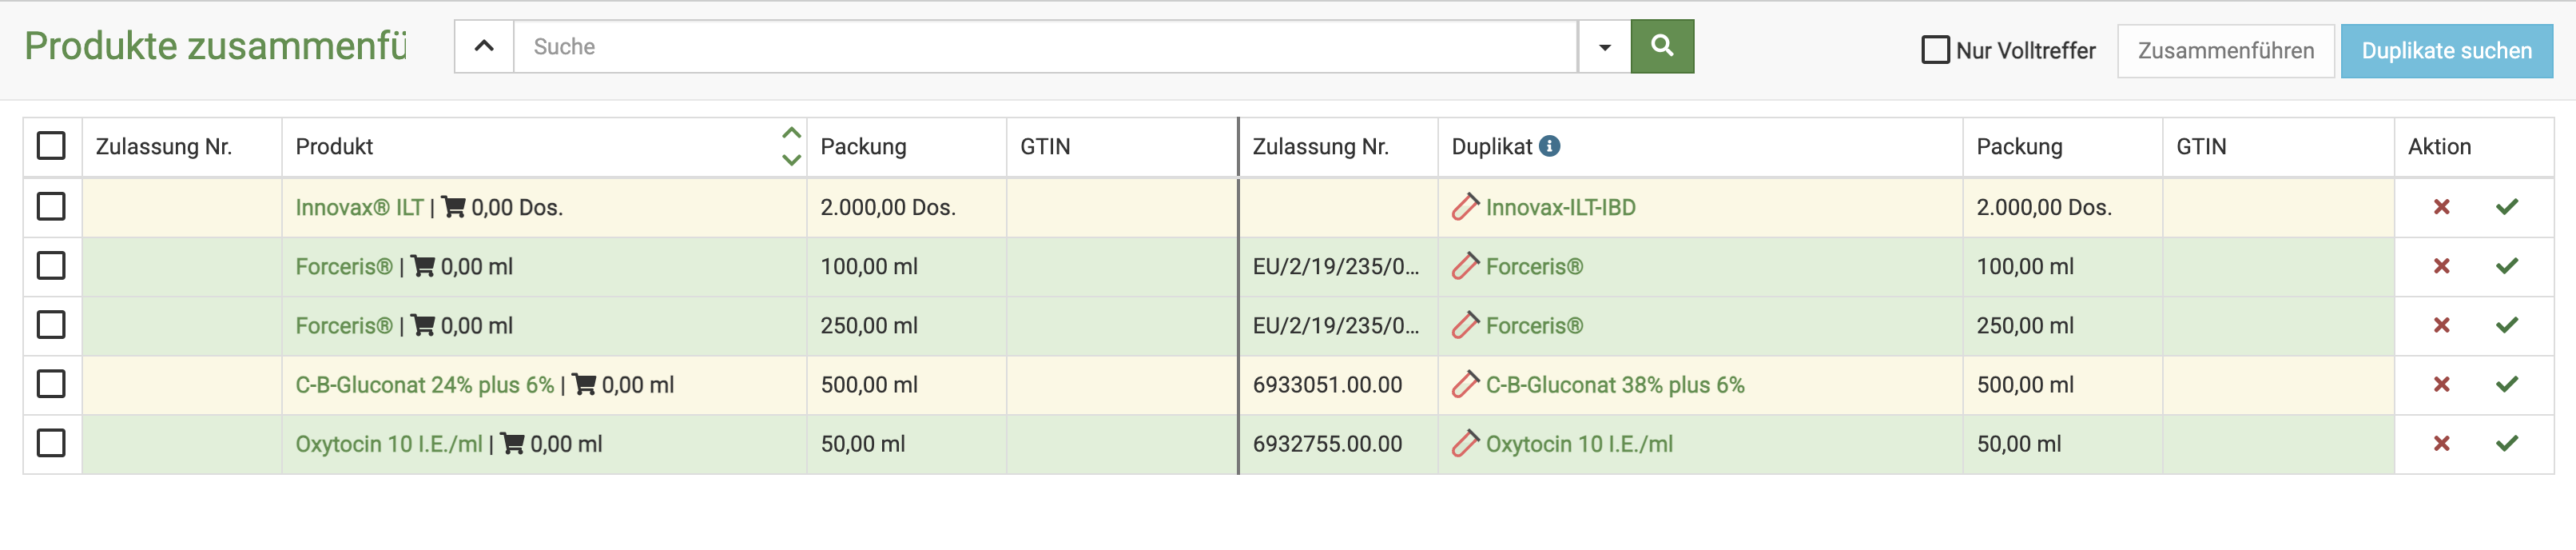 Produkte zusammenfü
Suche
Nur Volltreffer
Zusammenführen
Duplikate suchen
Zulassung Nr. Produkt Packung GTIN Zulassung Nr. Duplikat Packung GTIN Aktion
Innovax® ILT | 0,00 Dos. 2.000,00 Dos. Innovax-ILT-IBD 2.000,00 Dos.
Forceris® | 0,00 ml 100,00 ml EU/2/19/235/0... Forceris® 100,00 ml
Forceris® | 0,00 ml 250,00 ml EU/2/19/235/0... Forceris® 250,00 ml
C-B-Gluconat 24% plus 6% | 0,00 ml 500,00 ml 6933051.00.00 C-B-Gluconat 38% plus 6% 500,00 ml
Oxytocin 10 I.E./ml | 0,00 ml 50,00 ml 6932755.00.00 Oxytocin 10 I.E./ml 50,00 ml